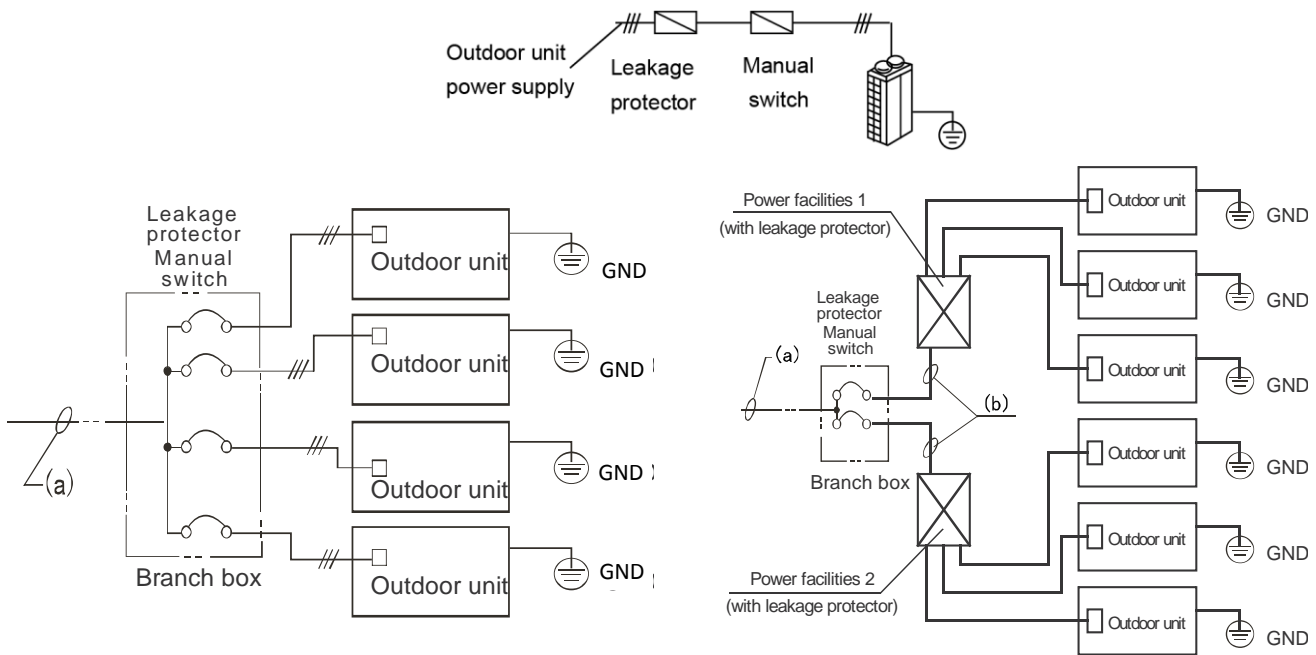 Outdoor unit
power supply
Leakage
protector
Manual
switch
Leakage
protector
Manual
switch
Outdoor unit
GND
Outdoor unit
GND
(a)
Outdoor unit
GND
Outdoor unit
GND
Branch box
Power facilities 1
(with leakage protector)
Leakage
protector
Manual
switch
(a)
(b)
Branch box
Power facilities 2
(with leakage protector)
Outdoor unit
GND
Outdoor unit
GND
Outdoor unit
GND
Outdoor unit
GND
Outdoor unit
GND
Outdoor unit
GND